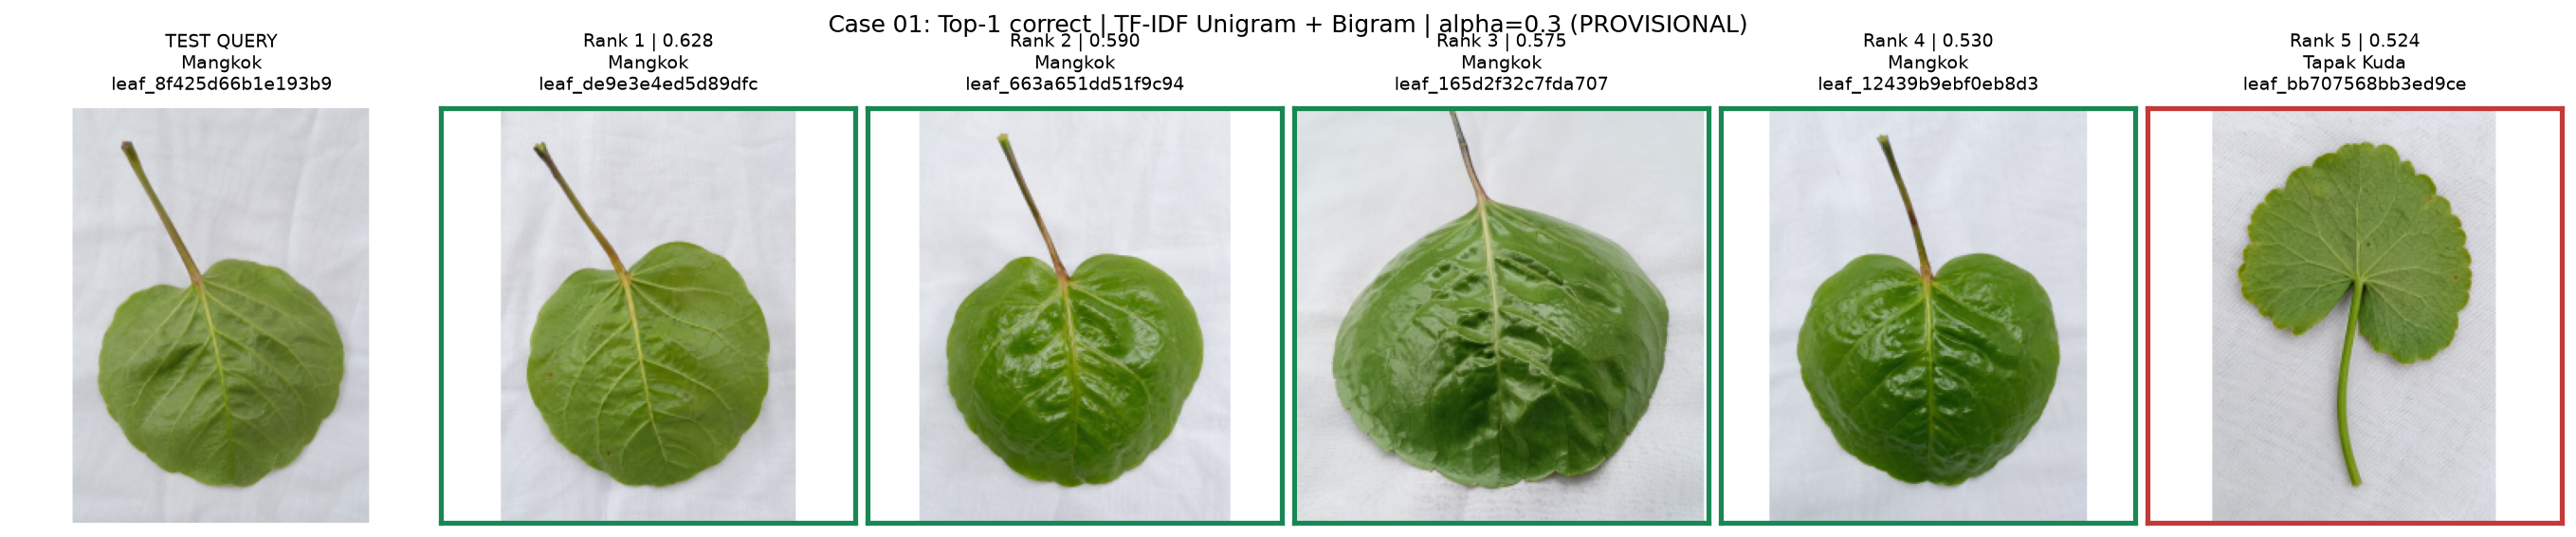 Case 01: Top-1 correct | TF-IDF Unigram + Bigram | alpha=0.3 (PROVISIONAL)
TEST QUERY
Mangkok
leaf_8f425d66b1e193b9
Rank 1 | 0.628
Mangkok
leaf_de9e3e4ed5d89dfc
Rank 2 | 0.590
Mangkok
leaf_663a651dd51f9c94
Rank 3 | 0.575
Mangkok
leaf_165d2f32c7fda707
Rank 4 | 0.530
Mangkok
leaf_12439b9ebf0eb8d3
Rank 5 | 0.524
Tapak Kuda
leaf_bb707568bb3ed9ce